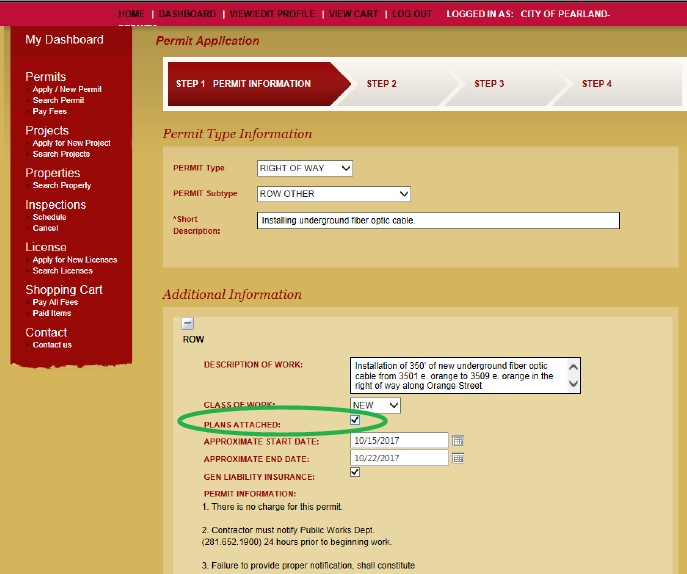 HOME | DASHBOARD | VIEW/EDIT PROFILE | VIEW CART | LOG OUT LOGGED IN AS: CITY OF PEARLAND-
PERMITS
My Dashboard
Permits
Apply / New Permit
Search Permit
Pay Fees
Projects
Apply for New Project
Search Projects
Properties
Search Property
Inspections
Schedule
Cancel
License
Apply for New Licenses
Search Licenses
Shopping Cart
Pay All Fees
Paid Items
Contact
Contact us
Permit Application
STEP 1 PERMIT INFORMATION STEP 2 STEP 3 STEP 4
Permit Type Information
PERMIT Type RIGHT OF WAY
PERMIT Subtype ROW OTHER
*Short Installing underground fiber optic cable.
Description:
Additional Information
ROW
DESCRIPTION OF WORK: Installation of 350' of new underground fiber optic
cable from 3501 e. orange to 3509 e. orange in the
right of way along Orange Street
CLASS OF WORK: NEW
PLANS ATTACHED:
APPROXIMATE START DATE: 10/15/2017
APPROXIMATE END DATE: 10/22/2017
GEN LIABILITY INSURANCE:
PERMIT INFORMATION:
1. There is no charge for this permit.
2. Contractor must notify Public Works Dept.
(281.652.1900) 24 hours prior to beginning work.
3. Failure to provide proper notification, shall constitute